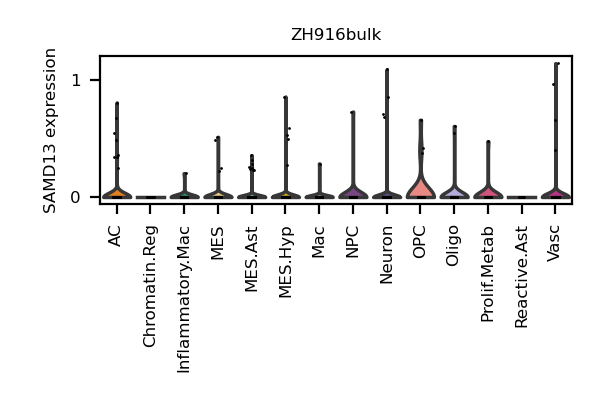 ZH916bulk
SAMD13 expression
1
0
AC
Chromatin.Reg
Inflammatory.Mac
MES
MES.Ast
MES.Hyp
Mac
NPC
Neuron
OPC
Oligo
Prolif.Metab
Reactive.Ast
Vasc